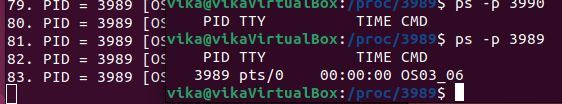 79. PID = 3989 [OS
80. PID = 3989 [OS
81. PID = 3989 [OS
82. PID = 3989 [OS
83. PID = 3989 [OS
vika@vikaVirtualBox:/proc/3989$ ps -p 3990
PID TTY TIME CMD
vika@vikaVirtualBox:/proc/3989$ ps -p 3989
PID TTY TIME CMD
3989 pts/0 00:00:00 OS03_06
vika@vikaVirtualBox:/proc/3989$